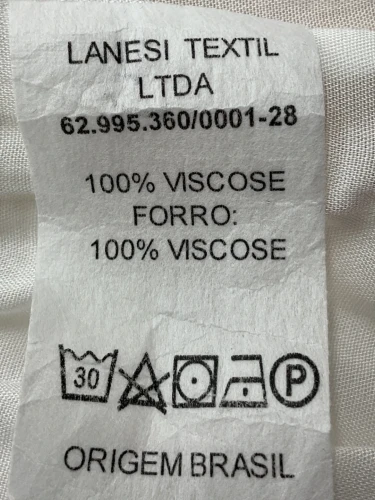 LANESI TEXTIL
LTDA
62.995.360/0001-28
100% VISCOSE
FORRO:
100% VISCOSE
30 P
ORIGEM BRASIL